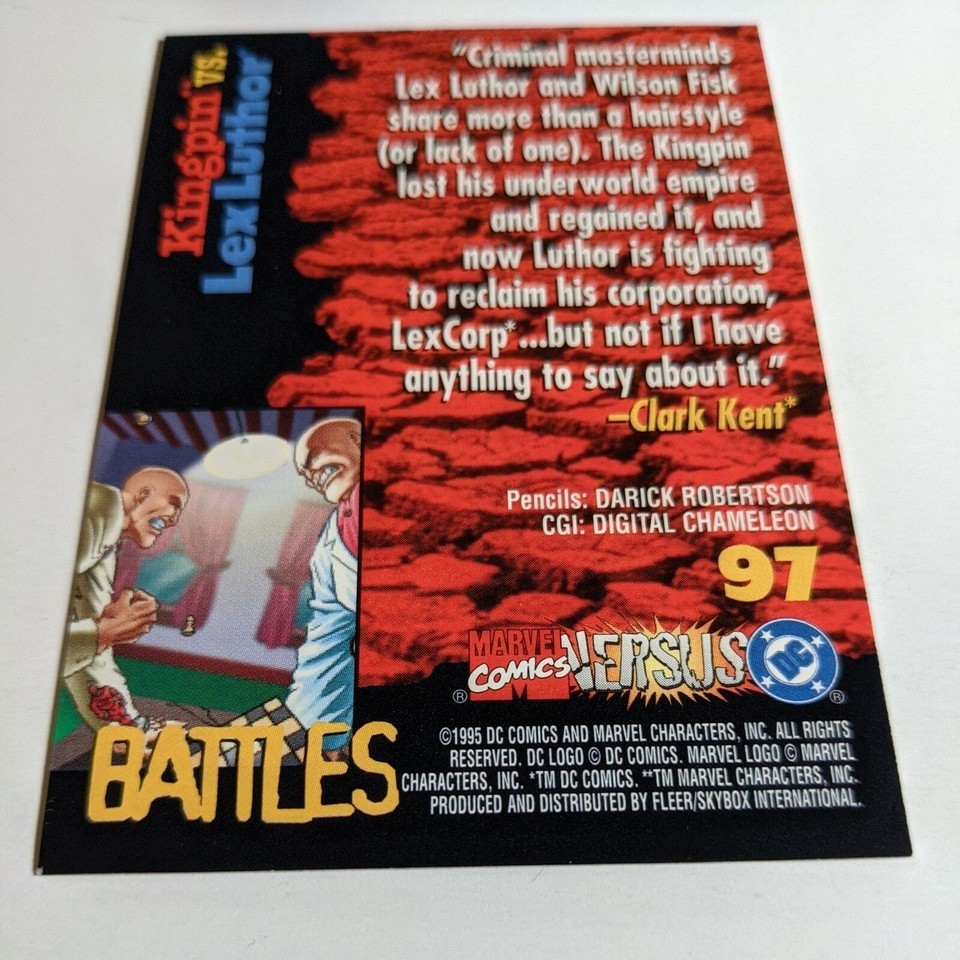 Kingpin** vs.
Lex Luthor*
"Criminal masterminds
Lex Luthor and Wilson Fisk
share more than a hairstyle
(or lack of one). The Kingpin
lost his underworld empire
and regained it, and
now Luthor is fighting
to reclaim his corporation,
LexCorp*...but not if I have
anything to say about it."
–Clark Kent*
Pencils: DARICK ROBERTSON
CGI: DIGITAL CHAMELEON
97
MARVEL
COMICS
VERSUS
DC
®
®
BATTLES
©1995 DC COMICS AND MARVEL CHARACTERS, INC. ALL RIGHTS
RESERVED. DC LOGO © DC COMICS. MARVEL LOGO © MARVEL
CHARACTERS, INC. *TM DC COMICS. **TM MARVEL CHARACTERS, INC.
PRODUCED AND DISTRIBUTED BY FLEER/SKYBOX INTERNATIONAL.